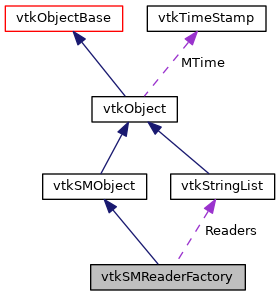 vtkObjectBase
vtkTimeStamp
MTime
vtkObject
vtkSMObject
vtkStringList
Readers
vtkSMReaderFactory